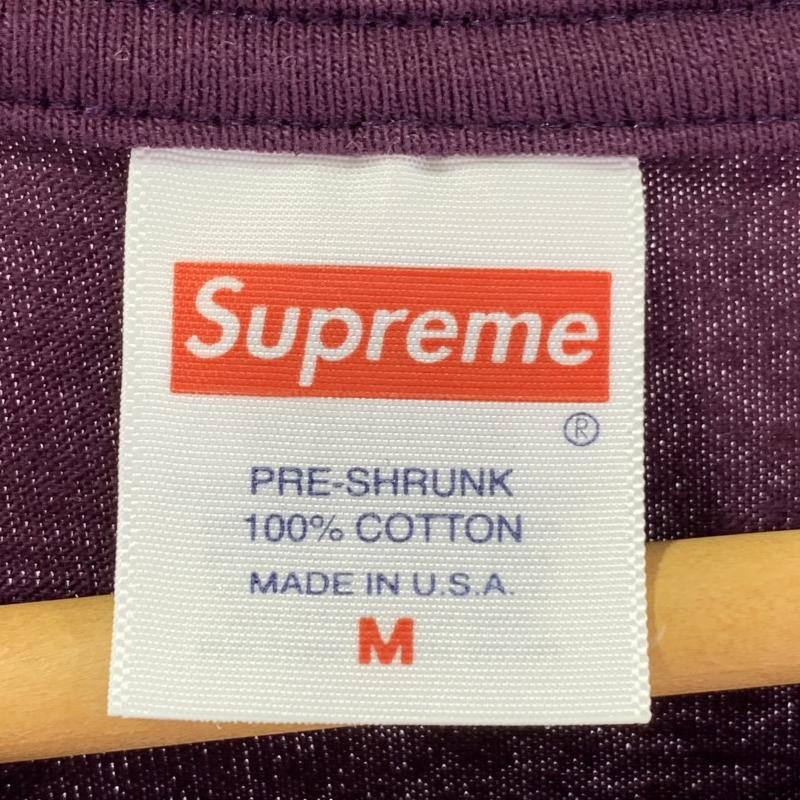 Supreme
®
PRE-SHRUNK
100% COTTON
MADE IN U.S.A.
M